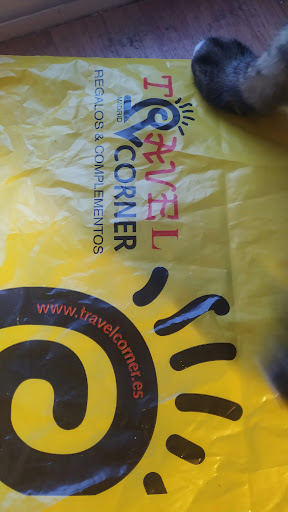 TRAVEL
MADRID
CORNER
REGALOS & COMPLEMENTOS
www.travelcorner.es